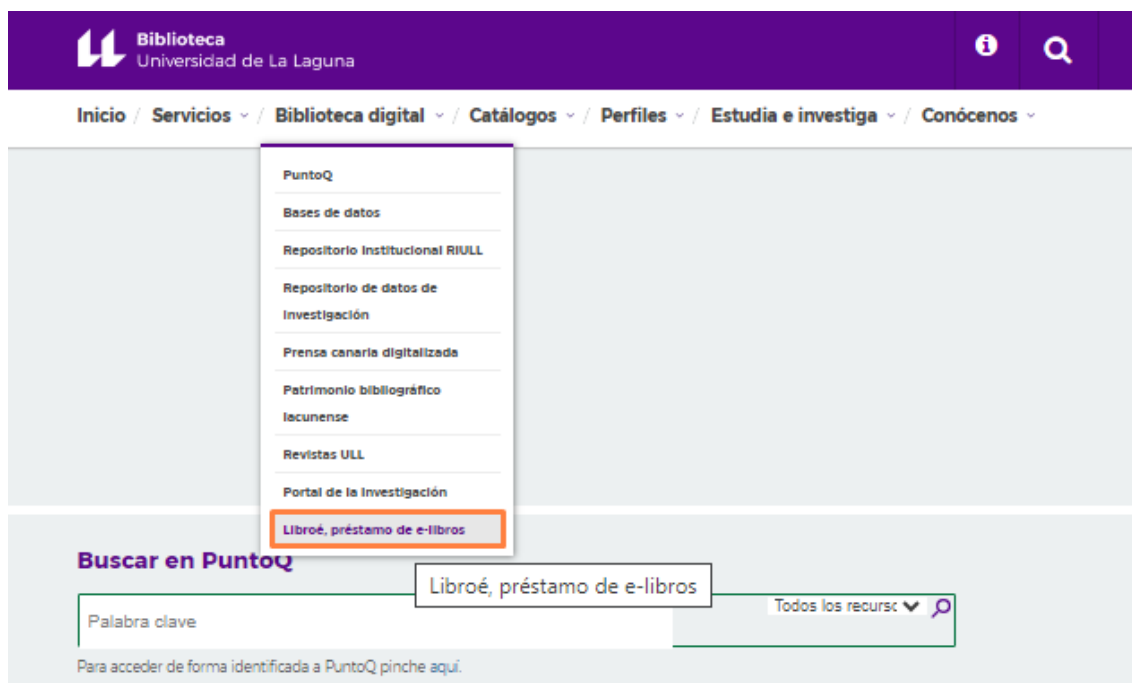 Biblioteca
Universidad de La Laguna
Inicio / Servicios / Biblioteca digital / Catálogos / Perfiles / Estudia e investiga / Conócenos
PuntoQ
Bases de datos
Repositorio Institucional RIULL
Repositorio de datos de
Investigación
Prensa canaria digitalizada
Patrimonio bibliográfico
lacunense
Revistas ULL
Portal de la Investigación
Libroé, préstamo de e-libros
Buscar en PuntoQ
Libroé, préstamo de e-libros
Palabra clave
Todos los recursc
Para acceder de forma identificada a PuntoQ pinche aquí.